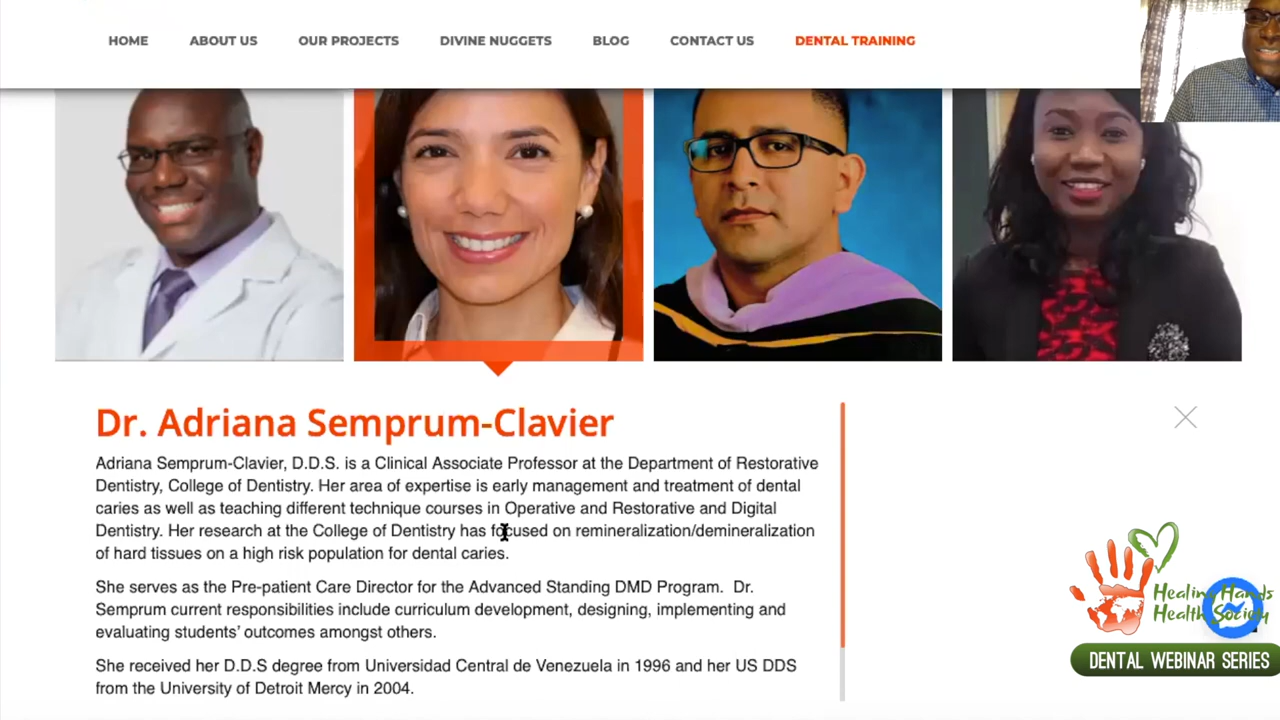 HOME ABOUT US OUR PROJECTS DIVINE NUGGETS BLOG CONTACT US DENTAL TRAINING
Dr. Adriana Semprum-Clavier
Adriana Semprum-Clavier, D.D.S. is a Clinical Associate Professor at the Department of Restorative
Dentistry, College of Dentistry. Her area of expertise is early management and treatment of dental
caries as well as teaching different technique courses in Operative and Restorative and Digital
Dentistry. Her research at the College of Dentistry has focused on remineralization/demineralization
of hard tissues on a high risk population for dental caries.
She serves as the Pre-patient Care Director for the Advanced Standing DMD Program. Dr.
Semprum current responsibilities include curriculum development, designing, implementing and
evaluating students’ outcomes amongst others.
She received her D.D.S degree from Universidad Central de Venezuela in 1996 and her US DDS
from the University of Detroit Mercy in 2004.
Healing Hands
Health Society
DENTAL WEBINAR SERIES